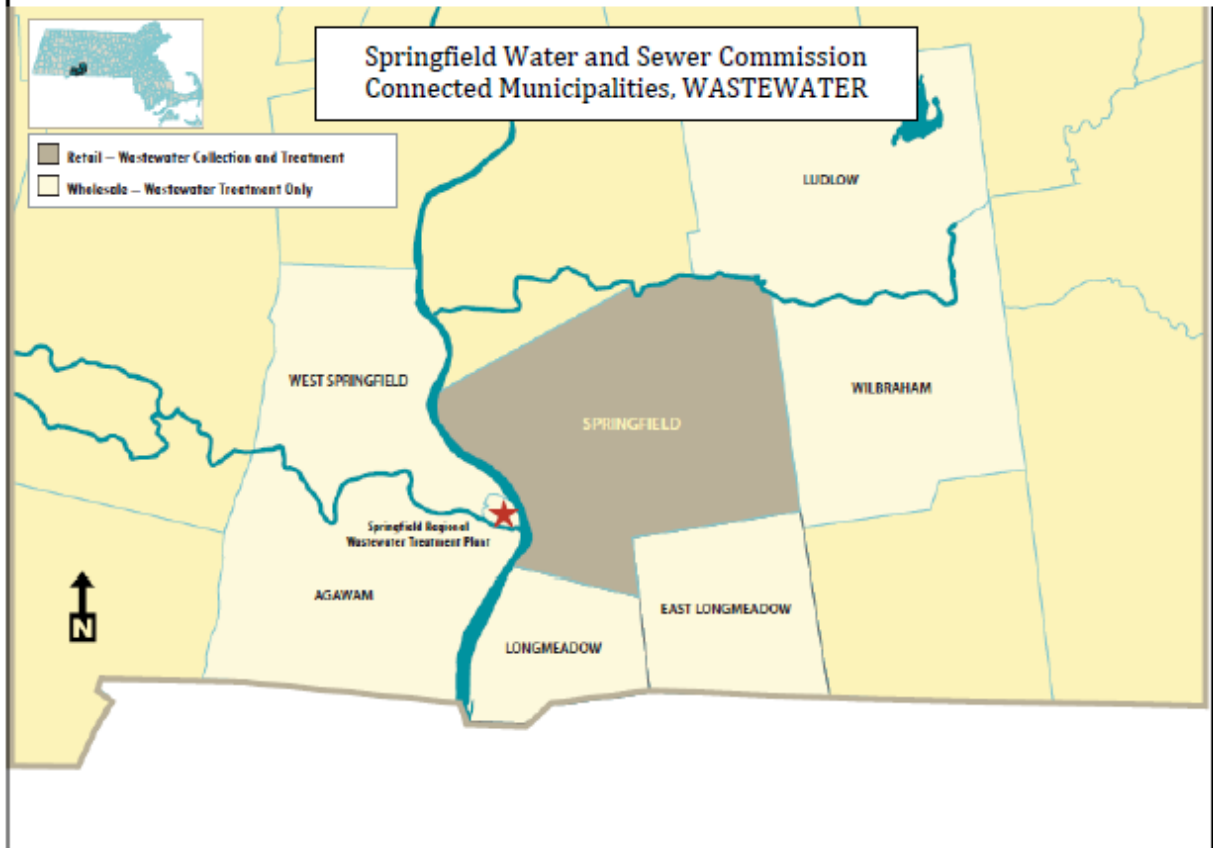 Springfield Water and Sewer Commission
Connected Municipalities, WASTEWATER
Retail – Wastewater Collection and Treatment
Wholesale – Wastewater Treatment Only
LUDLOW
WEST SPRINGFIELD
WILBRAHAM
SPRINGFIELD
Springfield Regional
Wastewater Treatment Plant
AGAWAM
EAST LONGMEADOW
LONGMEADOW
N